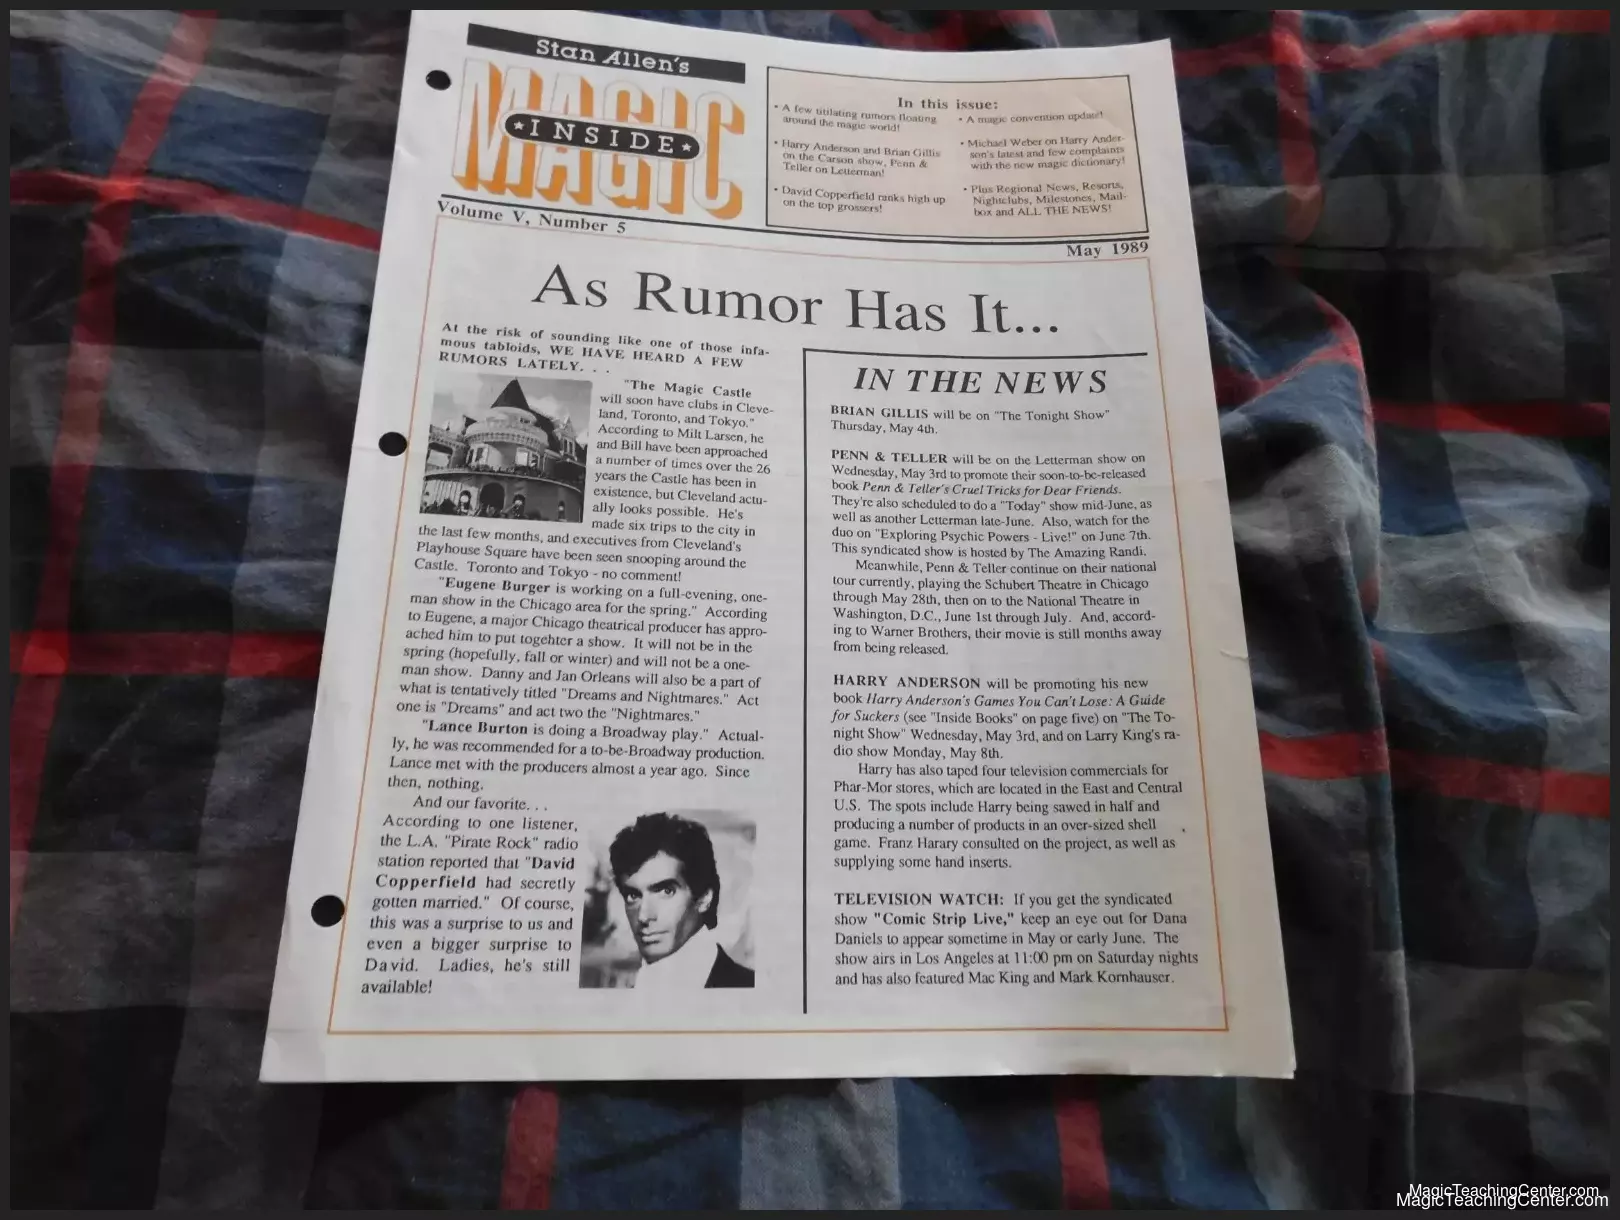 Stan Allen's
MAGIC
INSIDE
In this issue:
• A few titilating rumors floating
around the magic world!
• Harry Anderson and Brian Gillis
on the Carson show, Penn &
Teller on Letterman!
• David Copperfield ranks high up
on the top grossers!
• A magic convention update!
• Michael Weber on Harry Ander-
son's latest and few complaints
with the new magic dictionary!
• Plus Regional News, Resorts,
Nightclubs, Milestones, Mail-
box and ALL THE NEWS!
Volume V, Number 5
May 1989
As Rumor Has It...
At the risk of sounding like one of those infa-
mous tabloids, WE HAVE HEARD A FEW
RUMORS LATELY. . .
"The Magic Castle
will soon have clubs in Cleve-
land, Toronto, and Tokyo."
According to Milt Larsen, he
and Bill have been approached
a number of times over the 26
years the Castle has been in
existence, but Cleveland actu-
ally looks possible. He's
made six trips to the city in
the last few months, and executives from Cleveland's
Playhouse Square have been seen snooping around the
Castle. Toronto and Tokyo - no comment!
"Eugene Burger is working on a full-evening, one-
man show in the Chicago area for the spring." According
to Eugene, a major Chicago theatrical producer has appro-
ached him to put togehter a show. It will not be in the
spring (hopefully, fall or winter) and will not be a one-
man show. Danny and Jan Orleans will also be a part of
what is tentatively titled "Dreams and Nightmares." Act
one is "Dreams" and act two the "Nightmares."
"Lance Burton is doing a Broadway play." Actual-
ly, he was recommended for a to-be-Broadway production.
Lance met with the producers almost a year ago. Since
then, nothing.
And our favorite. . .
According to one listener,
the L.A. "Pirate Rock" radio
station reported that "David
Copperfield had secretly
gotten married." Of course,
this was a surprise to us and
even a bigger surprise to
David. Ladies, he's still
available!
IN THE NEWS
BRIAN GILLIS will be on "The Tonight Show"
Thursday, May 4th.
PENN & TELLER will be on the Letterman show on
Wednesday, May 3rd to promote their soon-to-be-released
book Penn & Teller's Cruel Tricks for Dear Friends.
They're also scheduled to do a "Today" show mid-June, as
well as another Letterman late-June. Also, watch for the
duo on "Exploring Psychic Powers - Live!" on June 7th.
This syndicated show is hosted by The Amazing Randi.
Meanwhile, Penn & Teller continue on their national
tour currently, playing the Schubert Theatre in Chicago
through May 28th, then on to the National Theatre in
Washington, D.C., June 1st through July. And, accord-
ing to Warner Brothers, their movie is still months away
from being released.
HARRY ANDERSON will be promoting his new
book Harry Anderson's Games You Can't Lose: A Guide
for Suckers (see "Inside Books" on page five) on "The To-
night Show" Wednesday, May 3rd, and on Larry King's ra-
dio show Monday, May 8th.
Harry has also taped four television commercials for
Phar-Mor stores, which are located in the East and Central
U.S. The spots include Harry being sawed in half and
producing a number of products in an over-sized shell
game. Franz Harary consulted on the project, as well as
supplying some hand inserts.
TELEVISION WATCH: If you get the syndicated
show "Comic Strip Live," keep an eye out for Dana
Daniels to appear sometime in May or early June. The
show airs in Los Angeles at 11:00 pm on Saturday nights
and has also featured Mac King and Mark Kornhauser.
MagicTeachingCenter.com
MagicTeachingCenter.com